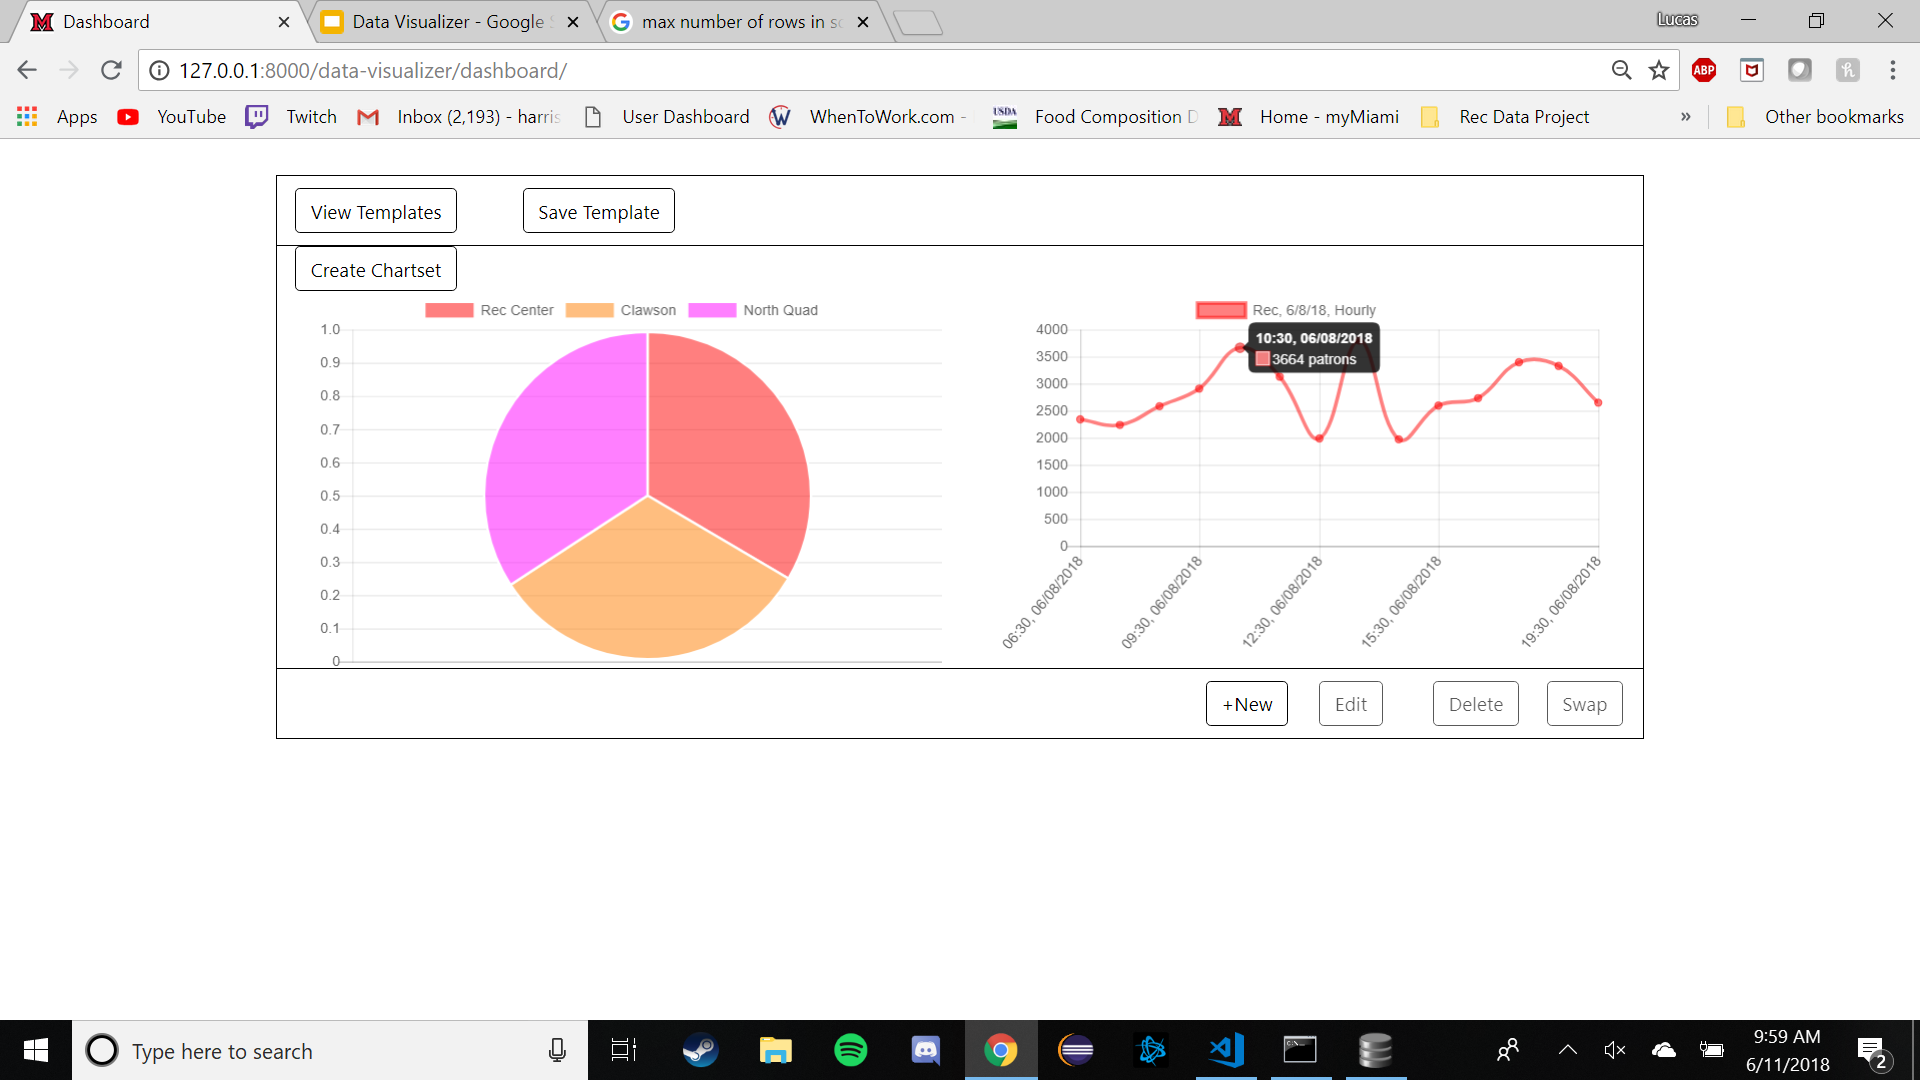 Dashboard
Data Visualizer - Google S
max number of rows in sc
Lucas
127.0.0.1:8000/data-visualizer/dashboard/
ABP
Apps
YouTube
Twitch
Inbox (2,193) - harris
User Dashboard
WhenToWork.com -
USDA
Food Composition D
Home - myMiami
Rec Data Project
»
Other bookmarks
View Templates
Save Template
Create Chartset
Rec Center
Clawson
North Quad
1.0
0.9
0.8
0.7
0.6
0.5
0.4
0.3
0.2
0.1
0
Rec, 6/8/18, Hourly
10:30, 06/08/2018
3664 patrons
4000
3500
3000
2500
2000
1500
1000
500
0
06:30, 06/08/2018
09:30, 06/08/2018
12:30, 06/08/2018
15:30, 06/08/2018
19:30, 06/08/2018
+New
Edit
Delete
Swap
Type here to search
9:59 AM
6/11/2018
2